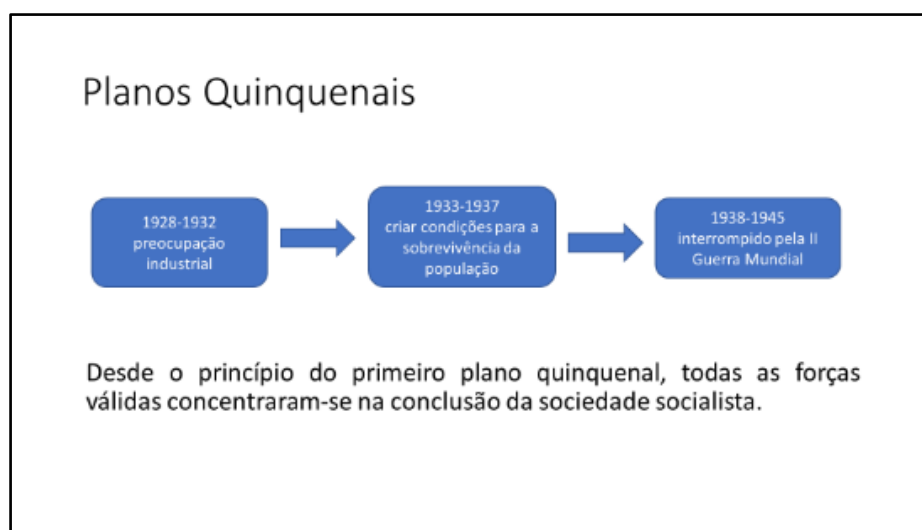 Planos Quinquenais
1928-1932
preocupação
industrial
1933-1937
criar condições para a
sobrevivência da
população
1938-1945
interrompido pela II
Guerra Mundial
Desde o princípio do primeiro plano quinquenal, todas as forças
válidas concentraram-se na conclusão da sociedade socialista.